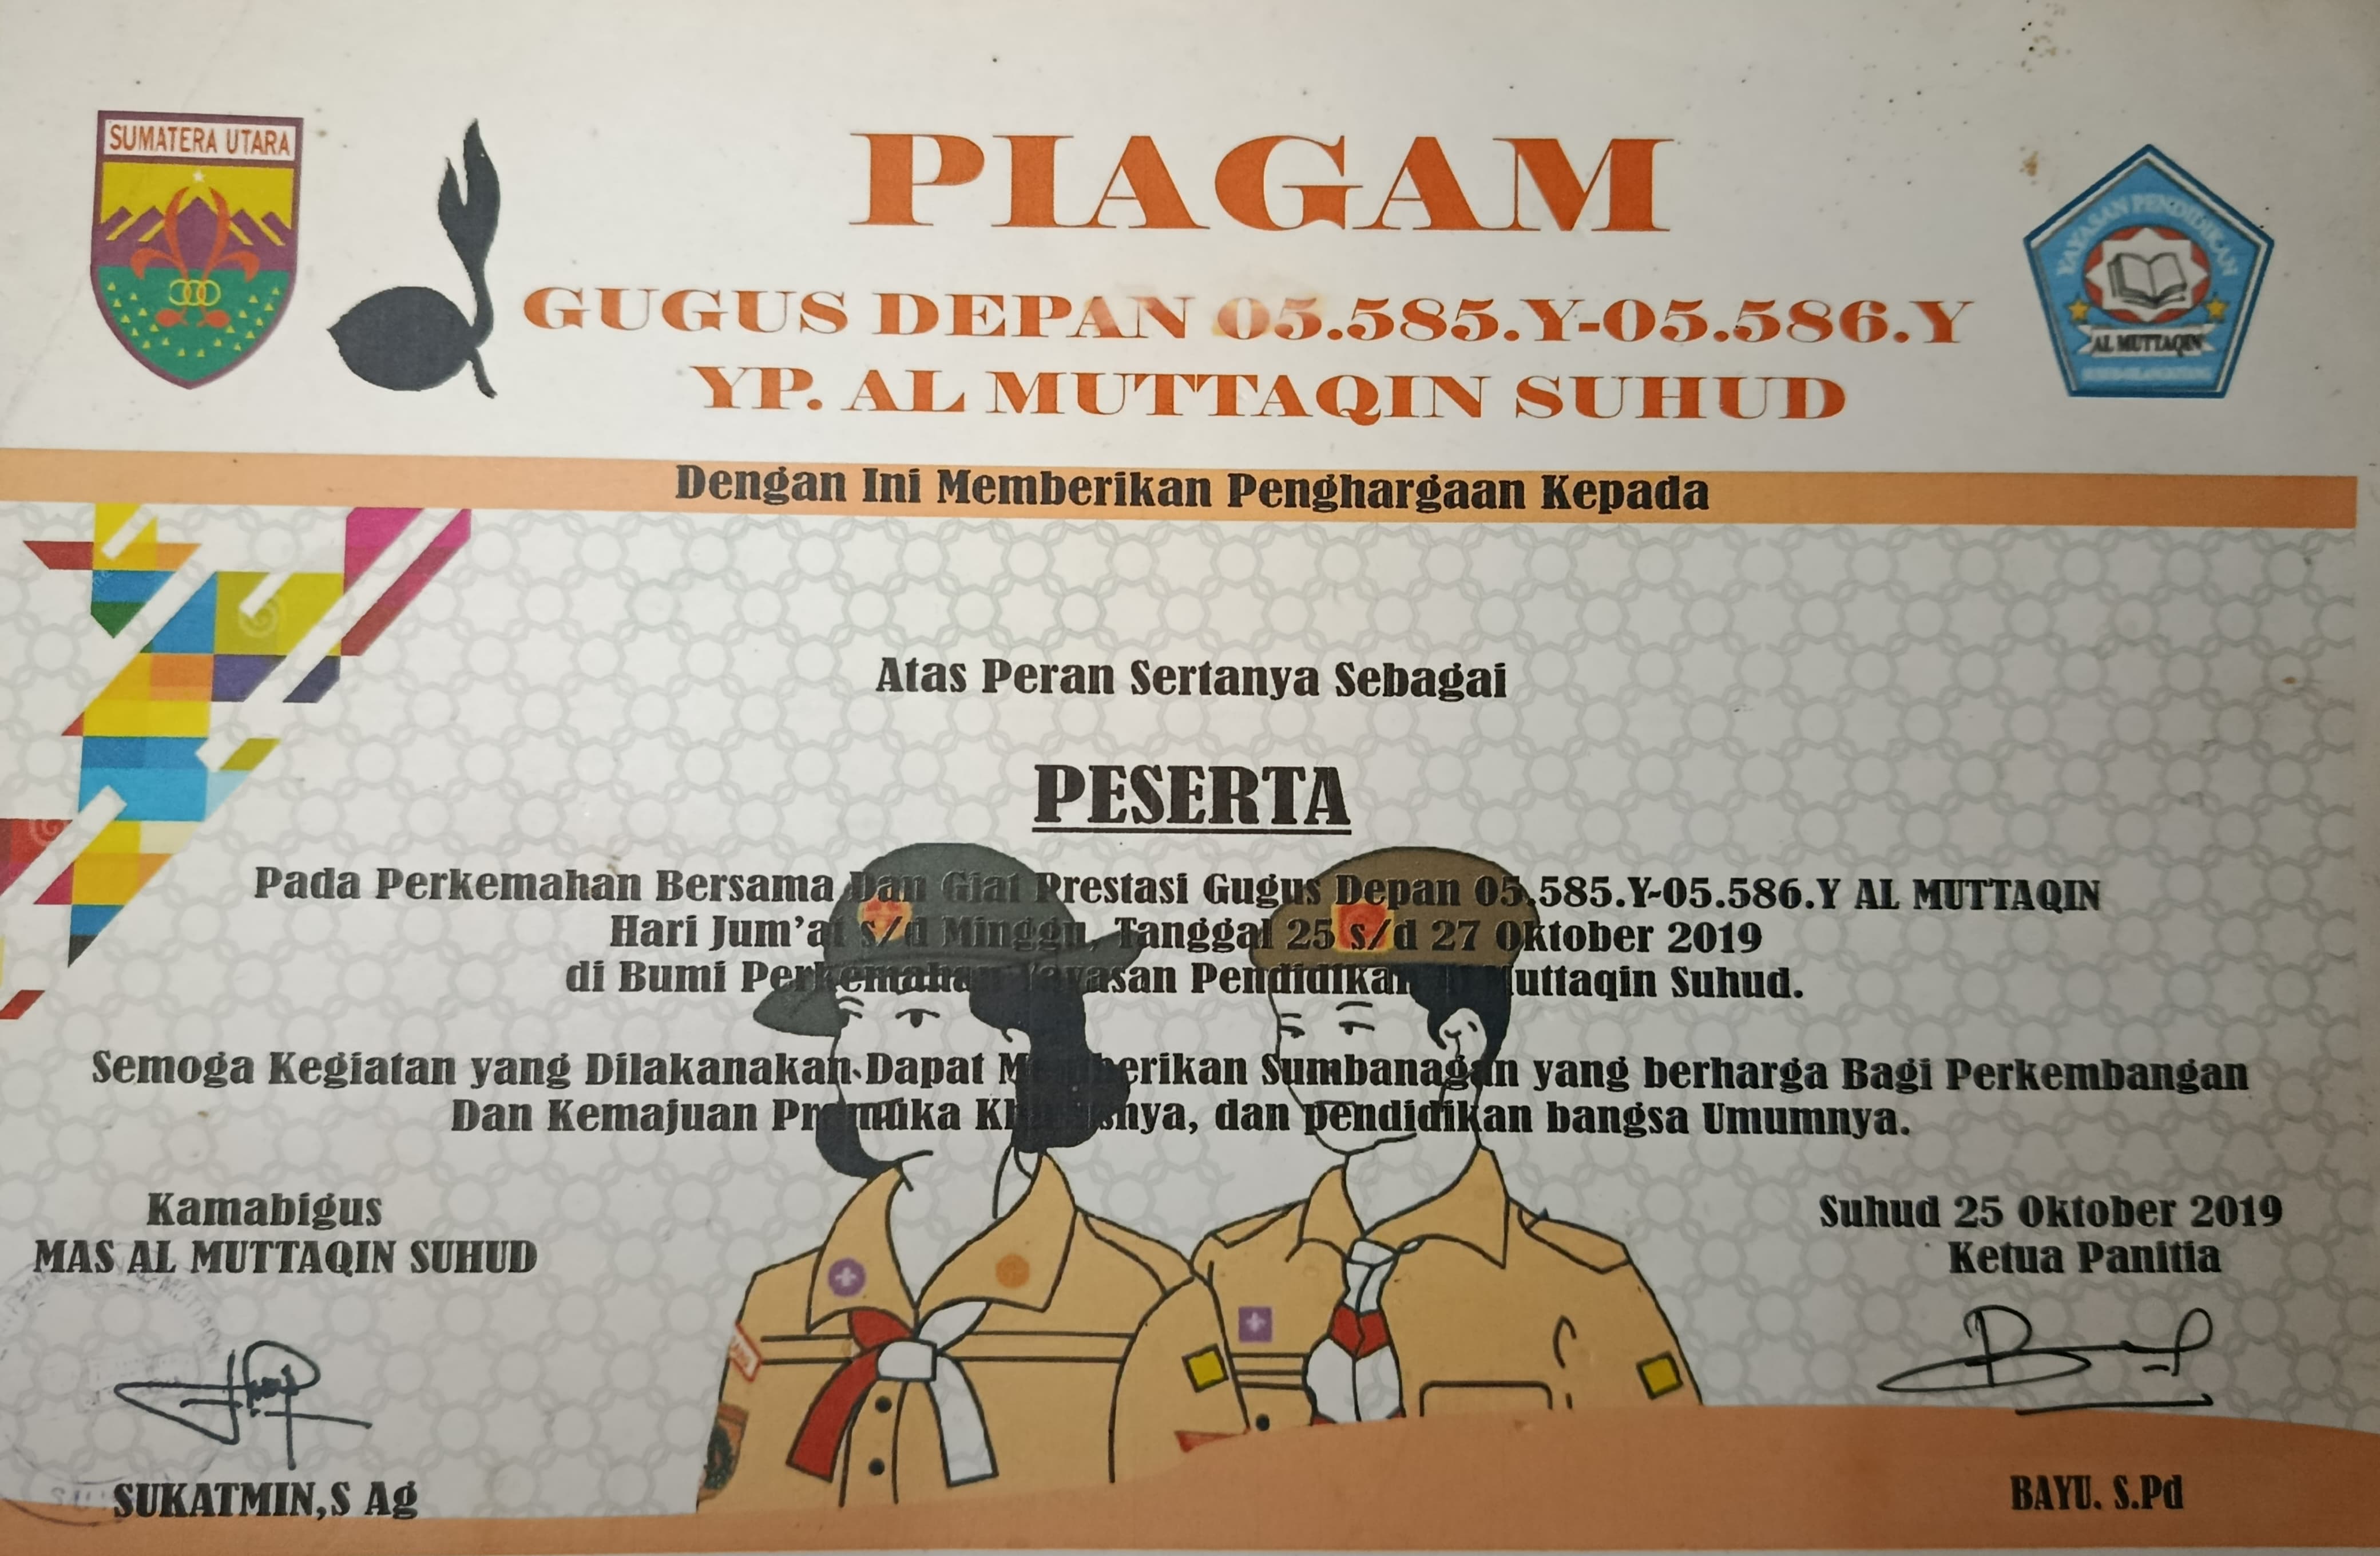 SUMATERA UTARA
PIAGAM
GUGUS DEPAN 05.585.Y-05.586.Y
YP. AL MUTTAQIN SUHUD
YAYASAN PENDIDIKAN
AL MUTTAQIN
Dengan Ini Memberikan Penghargaan Kepada
Atas Peran Sertanya Sebagai
PESERTA
Pada Perkemahan Bersama Dan Giat Prestasi Gugus Depan 05.585.Y-05.586.Y AL MUTTAQIN
Hari Jum'at s/d Minggu, Tanggal 25 s/d 27 Oktober 2019
di Bumi Perkemahan Yayasan Pendidikan Al Muttaqin Suhud.
Semoga Kegiatan yang Dilakanakan Dapat Memberikan Sumbanagan yang berharga Bagi Perkembangan
Dan Kemajuan Pramuka Khususnya, dan pendidikan bangsa Umumnya.
Kamabigus
MAS AL MUTTAQIN SUHUD
SUKATMIN,S Ag
Suhud 25 Oktober 2019
Ketua Panitia
BAYU. S.Pd